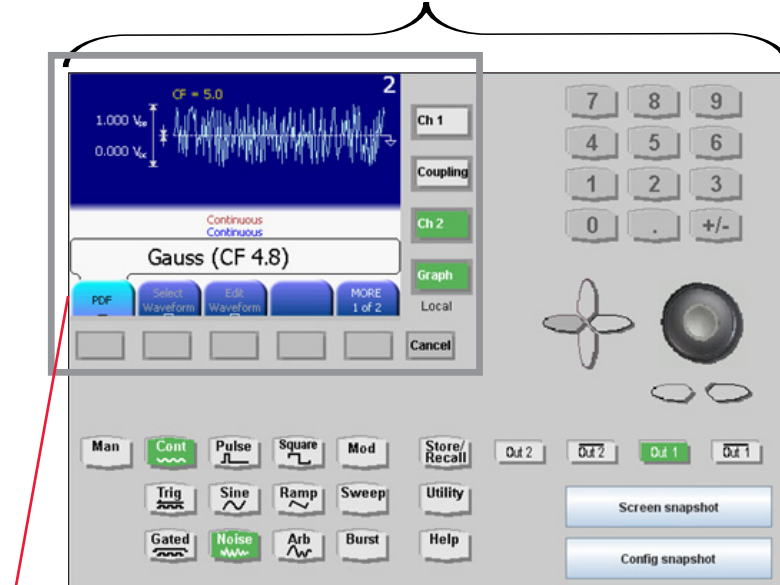 CF = 5.0
2
1.000 Vpp
0.000 VDC
Ch 1
Coupling
Continuous
Continuous
Ch 2
Gauss (CF 4.8)
Graph
PDF
Select Waveform
Edit Waveform
MORE
1 of 2
Local
Cancel
7 8 9
4 5 6
1 2 3
0 . +/-
Man Cont Pulse Square Mod Store/ Recall Out 2 Out 2 Out 1 Out 1
Trig Sine Ramp Sweep Utility Screen snapshot
Gated Noise Arb Burst Help Config snapshot